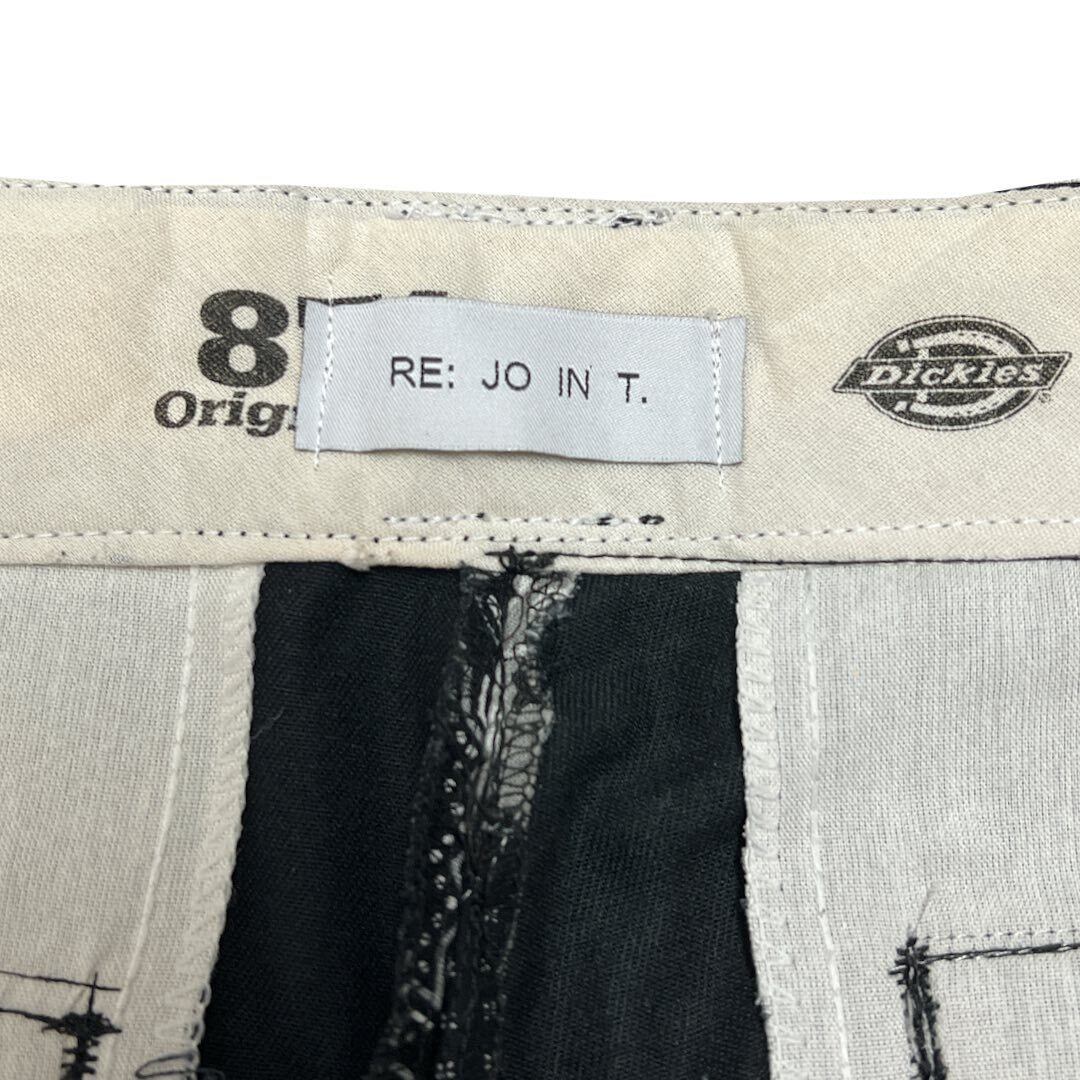 8
Orig
RE: JO IN T.
Dickies